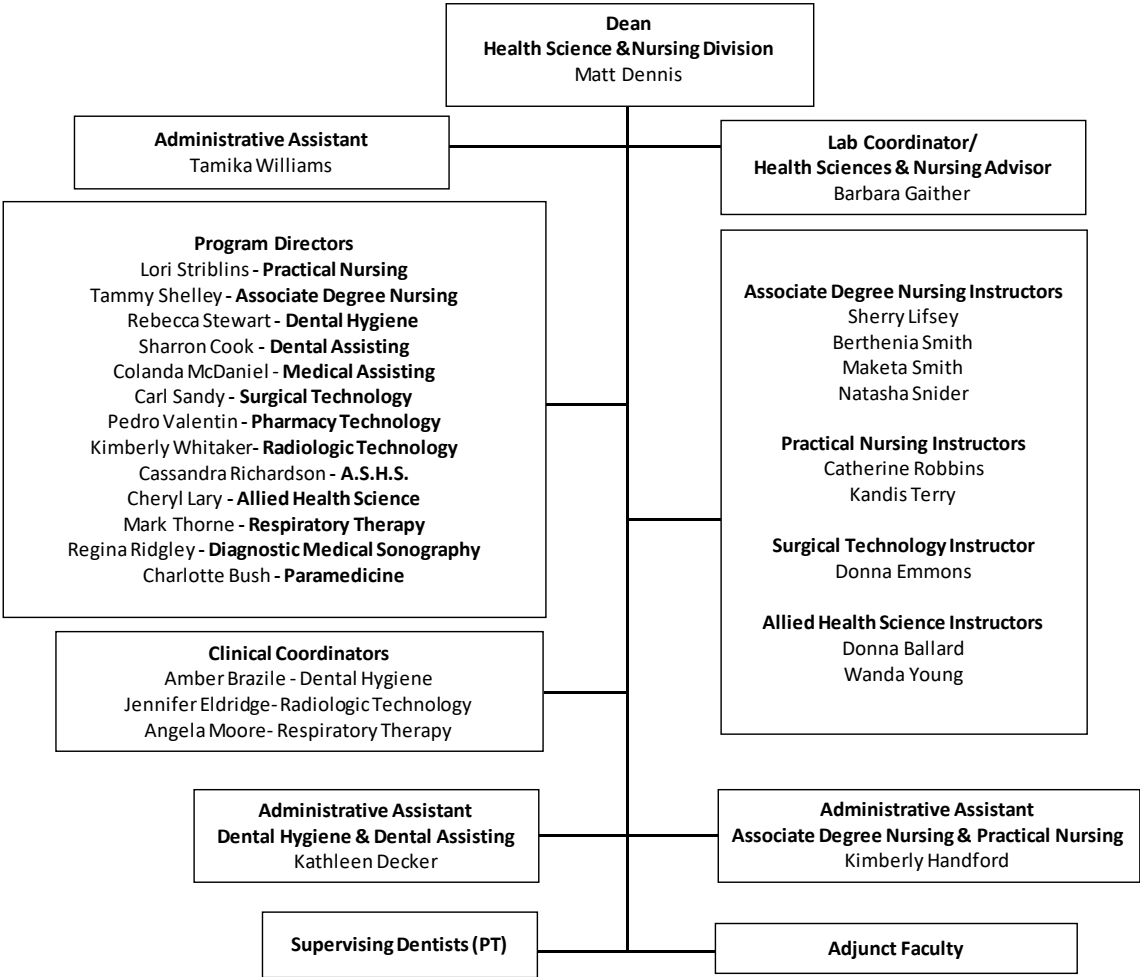 Dean
Health Science &Nursing Division
Matt Dennis
Administrative Assistant
Tamika Williams
Lab Coordinator/
Health Sciences & Nursing Advisor
Barbara Gaither
Program Directors
Lori Striblins - Practical Nursing
Tammy Shelley - Associate Degree Nursing
Rebecca Stewart - Dental Hygiene
Sharron Cook - Dental Assisting
Colanda McDaniel - Medical Assisting
Carl Sandy - Surgical Technology
Pedro Valentin - Pharmacy Technology
Kimberly Whitaker- Radiologic Technology
Cassandra Richardson - A.S.H.S.
Cheryl Lary - Allied Health Science
Mark Thorne - Respiratory Therapy
Regina Ridgley - Diagnostic Medical Sonography
Charlotte Bush - Paramedicine
Associate Degree Nursing Instructors
Sherry Lifsey
Berthenia Smith
Maketa Smith
Natasha Snider
Practical Nursing Instructors
Catherine Robbins
Kandis Terry
Surgical Technology Instructor
Donna Emmons
Allied Health Science Instructors
Donna Ballard
Wanda Young
Clinical Coordinators
Amber Brazile - Dental Hygiene
Jennifer Eldridge- Radiologic Technology
Angela Moore- Respiratory Therapy
Administrative Assistant
Dental Hygiene & Dental Assisting
Kathleen Decker
Administrative Assistant
Associate Degree Nursing & Practical Nursing
Kimberly Handford
Supervising Dentists (PT)
Adjunct Faculty